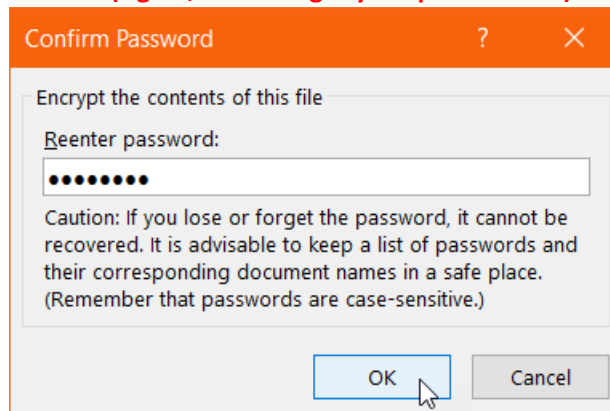 Confirm Password ? ×
Encrypt the contents of this file
Reenter password:
●●●●●●●●
Caution: If you lose or forget the password, it cannot be
recovered. It is advisable to keep a list of passwords and
their corresponding document names in a safe place.
(Remember that passwords are case-sensitive.)
OK Cancel